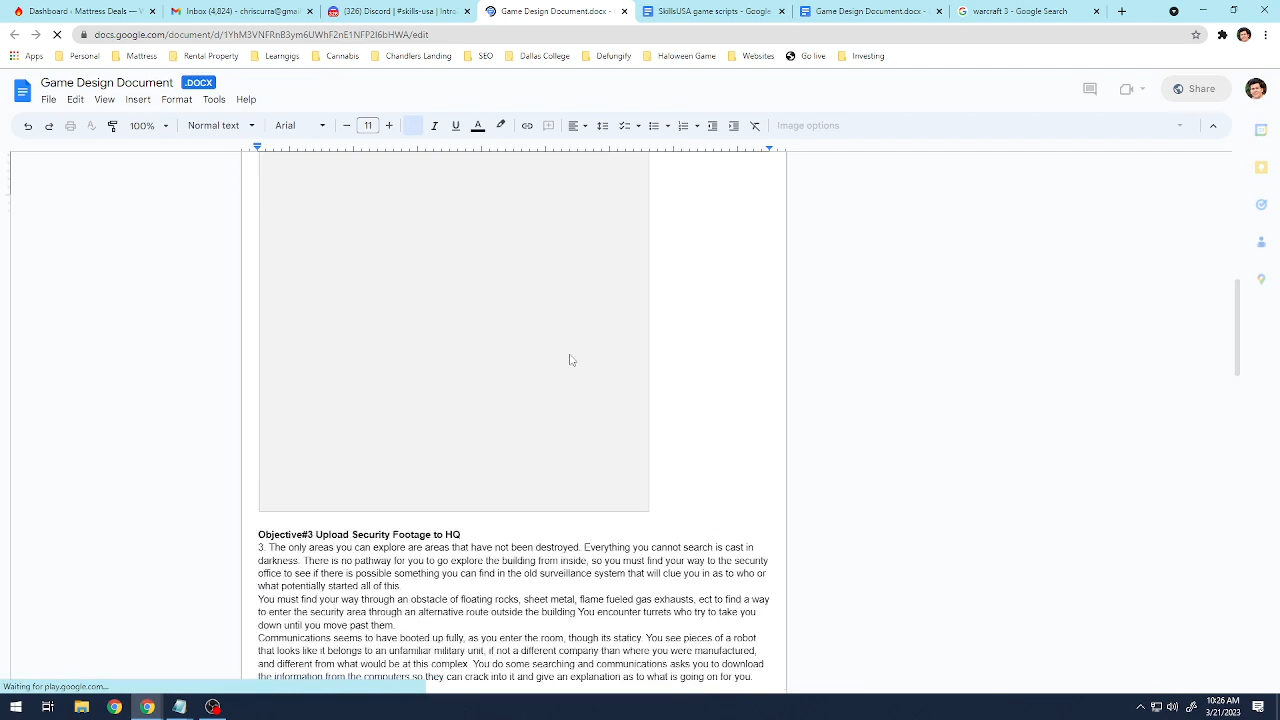 Dashboard ‹ Mattress Deals — V
Inbox (4,024) - chriscurra@gmail
(326) Discord | #skills-usa | Intro
Game Design Document.docx -
SkillsUSA game scripts - Google
Game Design Document.docx -
warcraft 3 - Google Search
docs.google.com/document/d/1YhM3VNFRnB3ym6UWhF2nE1NFP2I6bHWA/edit
Apps
Personal
Mattress
Rental Property
Learngigs
Cannabis
Chandlers Landing
SEO
Dallas College
Defungify
Haloween Game
Websites
Go live
Investing
Game Design Document .DOCX
File Edit View Insert Format Tools Help
Share
100% Normal text Arial 11 Image options
Objective#3 Upload Security Footage to HQ
3. The only areas you can explore are areas that have not been destroyed. Everything you cannot search is cast in
darkness. There is no pathway for you to go explore the building from inside, so you must find your way to the security
office to see if there is possible something you can find in the old surveillance system that will clue you in as to who or
what potentially started all of this.
You must find your way through an obstacle of floating rocks, sheet metal, flame fueled gas exhausts, ect to find a way
to enter the security area through an alternative route outside the building You encounter turrets who try to take you
down until you move past them.
Communications seems to have booted up fully, as you enter the room, though its staticy. You see pieces of a robot
that looks like it belongs to an unfamiliar military unit, if not a different company than where you were manufactured,
and different from what would be at this complex. You do some searching and communications asks you to download
the information from the computers so they can crack into it and give an explanation as to what is going on for you.
Waiting for play.google.com...
10:26 AM
3/21/2023